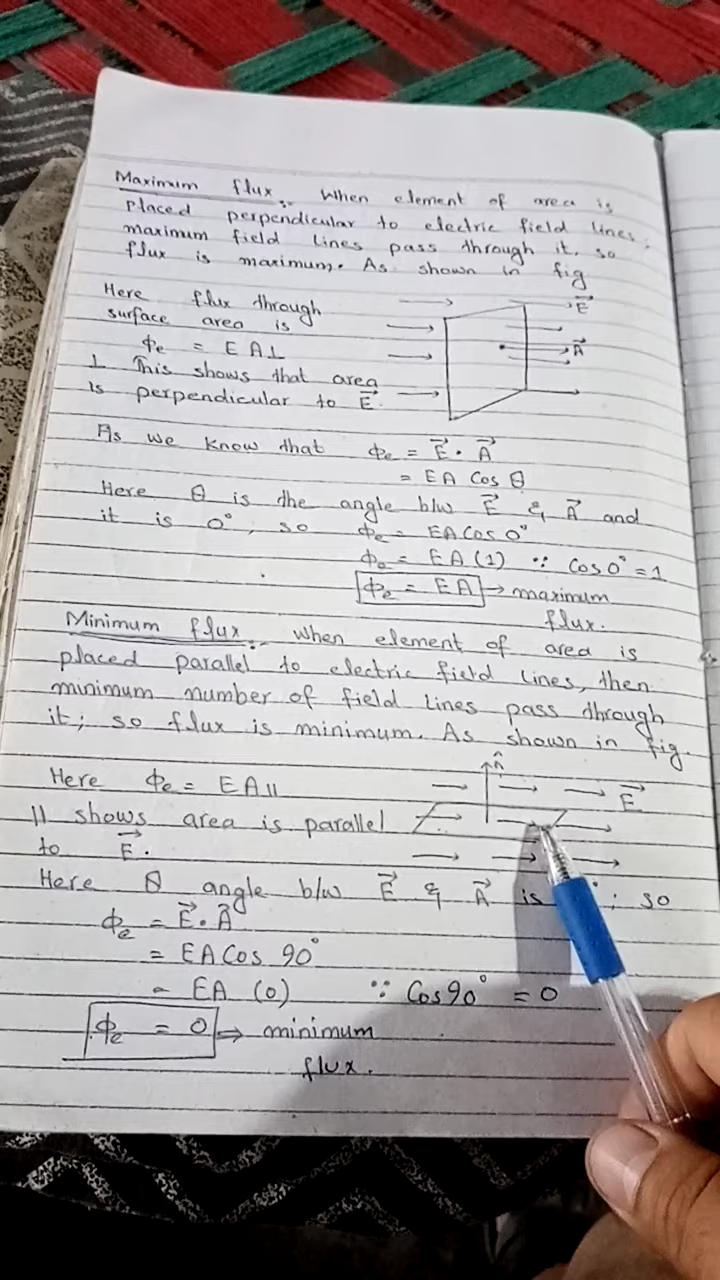 Maximum flux:- When element of area is
placed perpendicular to electric field lines,
maximum field lines pass through it, so
flux is maximum. As shown in fig
Here flux through
surface area is
Φe = EA⊥
⊥ This shows that area
is perpendicular to E⃗.
E⃗
A⃗
As we know that Φe = E⃗ . A⃗
= EA Cos θ
Here θ is the angle b/w E⃗ & A⃗ and
it is 0°, so Φe = EA Cos 0°
Φe = EA (1) ∵ Cos 0° = 1
Φe = EA → maximum
flux.
Minimum flux:- When element of area is
placed parallel to electric field lines, then
minimum number of field lines pass through
it; so flux is minimum. As shown in fig.
n̂
Here Φe = EA||
E⃗
|| shows area is parallel
to E⃗.
Here θ angle b/w E⃗ & A⃗ is ; so
Φe = E⃗ . A⃗
= EA Cos 90°
= EA (0) ∵ Cos 90° = 0
Φe = 0 → minimum
flux.